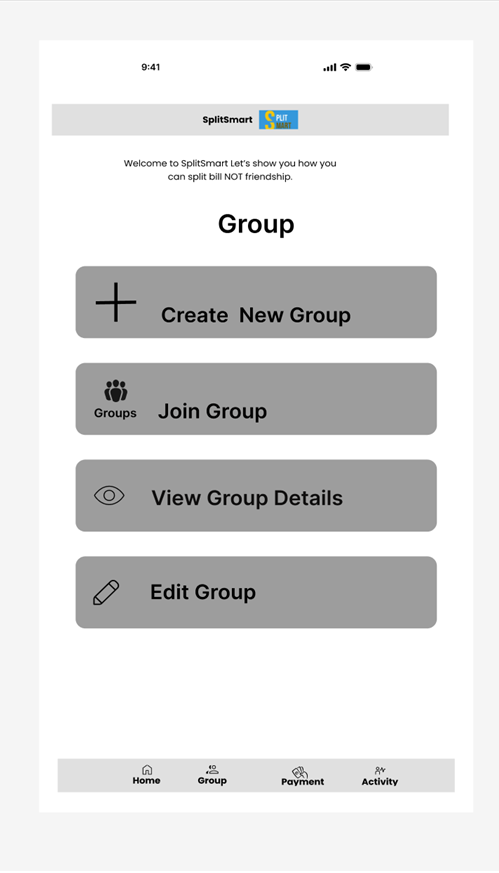 9:41
SplitSmart SPLIT
SMART
Welcome to SplitSmart Let's show you how you
can split bill NOT friendship.
Group
Create New Group
Groups Join Group
View Group Details
Edit Group
Home Group Payment Activity